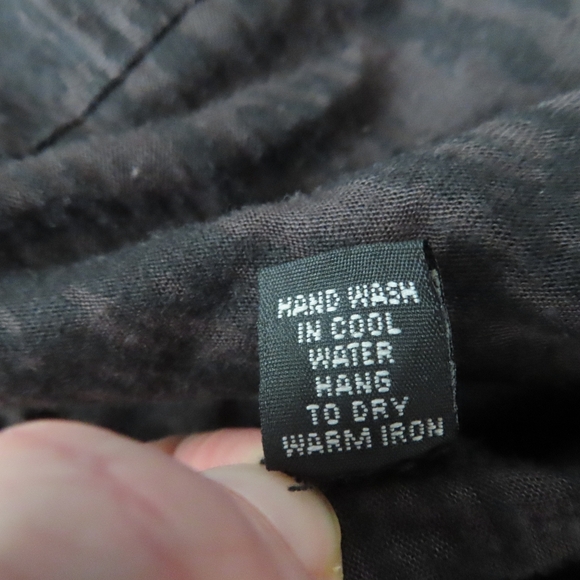 HAND WASH
IN COOL
WATER
HANG
TO DRY
WARM IRON